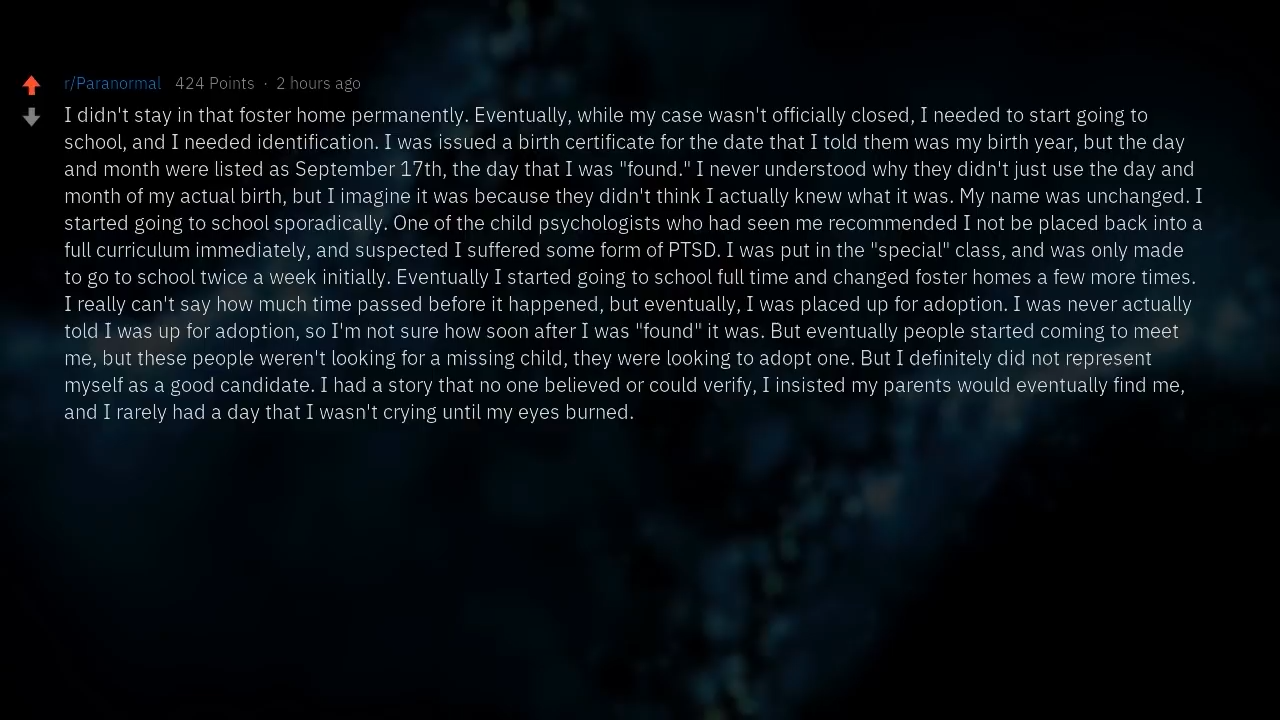 r/Paranormal 424 Points · 2 hours ago
I didn't stay in that foster home permanently. Eventually, while my case wasn't officially closed, I needed to start going to
school, and I needed identification. I was issued a birth certificate for the date that I told them was my birth year, but the day
and month were listed as September 17th, the day that I was "found." I never understood why they didn't just use the day and
month of my actual birth, but I imagine it was because they didn't think I actually knew what it was. My name was unchanged. I
started going to school sporadically. One of the child psychologists who had seen me recommended I not be placed back into a
full curriculum immediately, and suspected I suffered some form of PTSD. I was put in the "special" class, and was only made
to go to school twice a week initially. Eventually I started going to school full time and changed foster homes a few more times.
I really can't say how much time passed before it happened, but eventually, I was placed up for adoption. I was never actually
told I was up for adoption, so I'm not sure how soon after I was "found" it was. But eventually people started coming to meet
me, but these people weren't looking for a missing child, they were looking to adopt one. But I definitely did not represent
myself as a good candidate. I had a story that no one believed or could verify, I insisted my parents would eventually find me,
and I rarely had a day that I wasn't crying until my eyes burned.